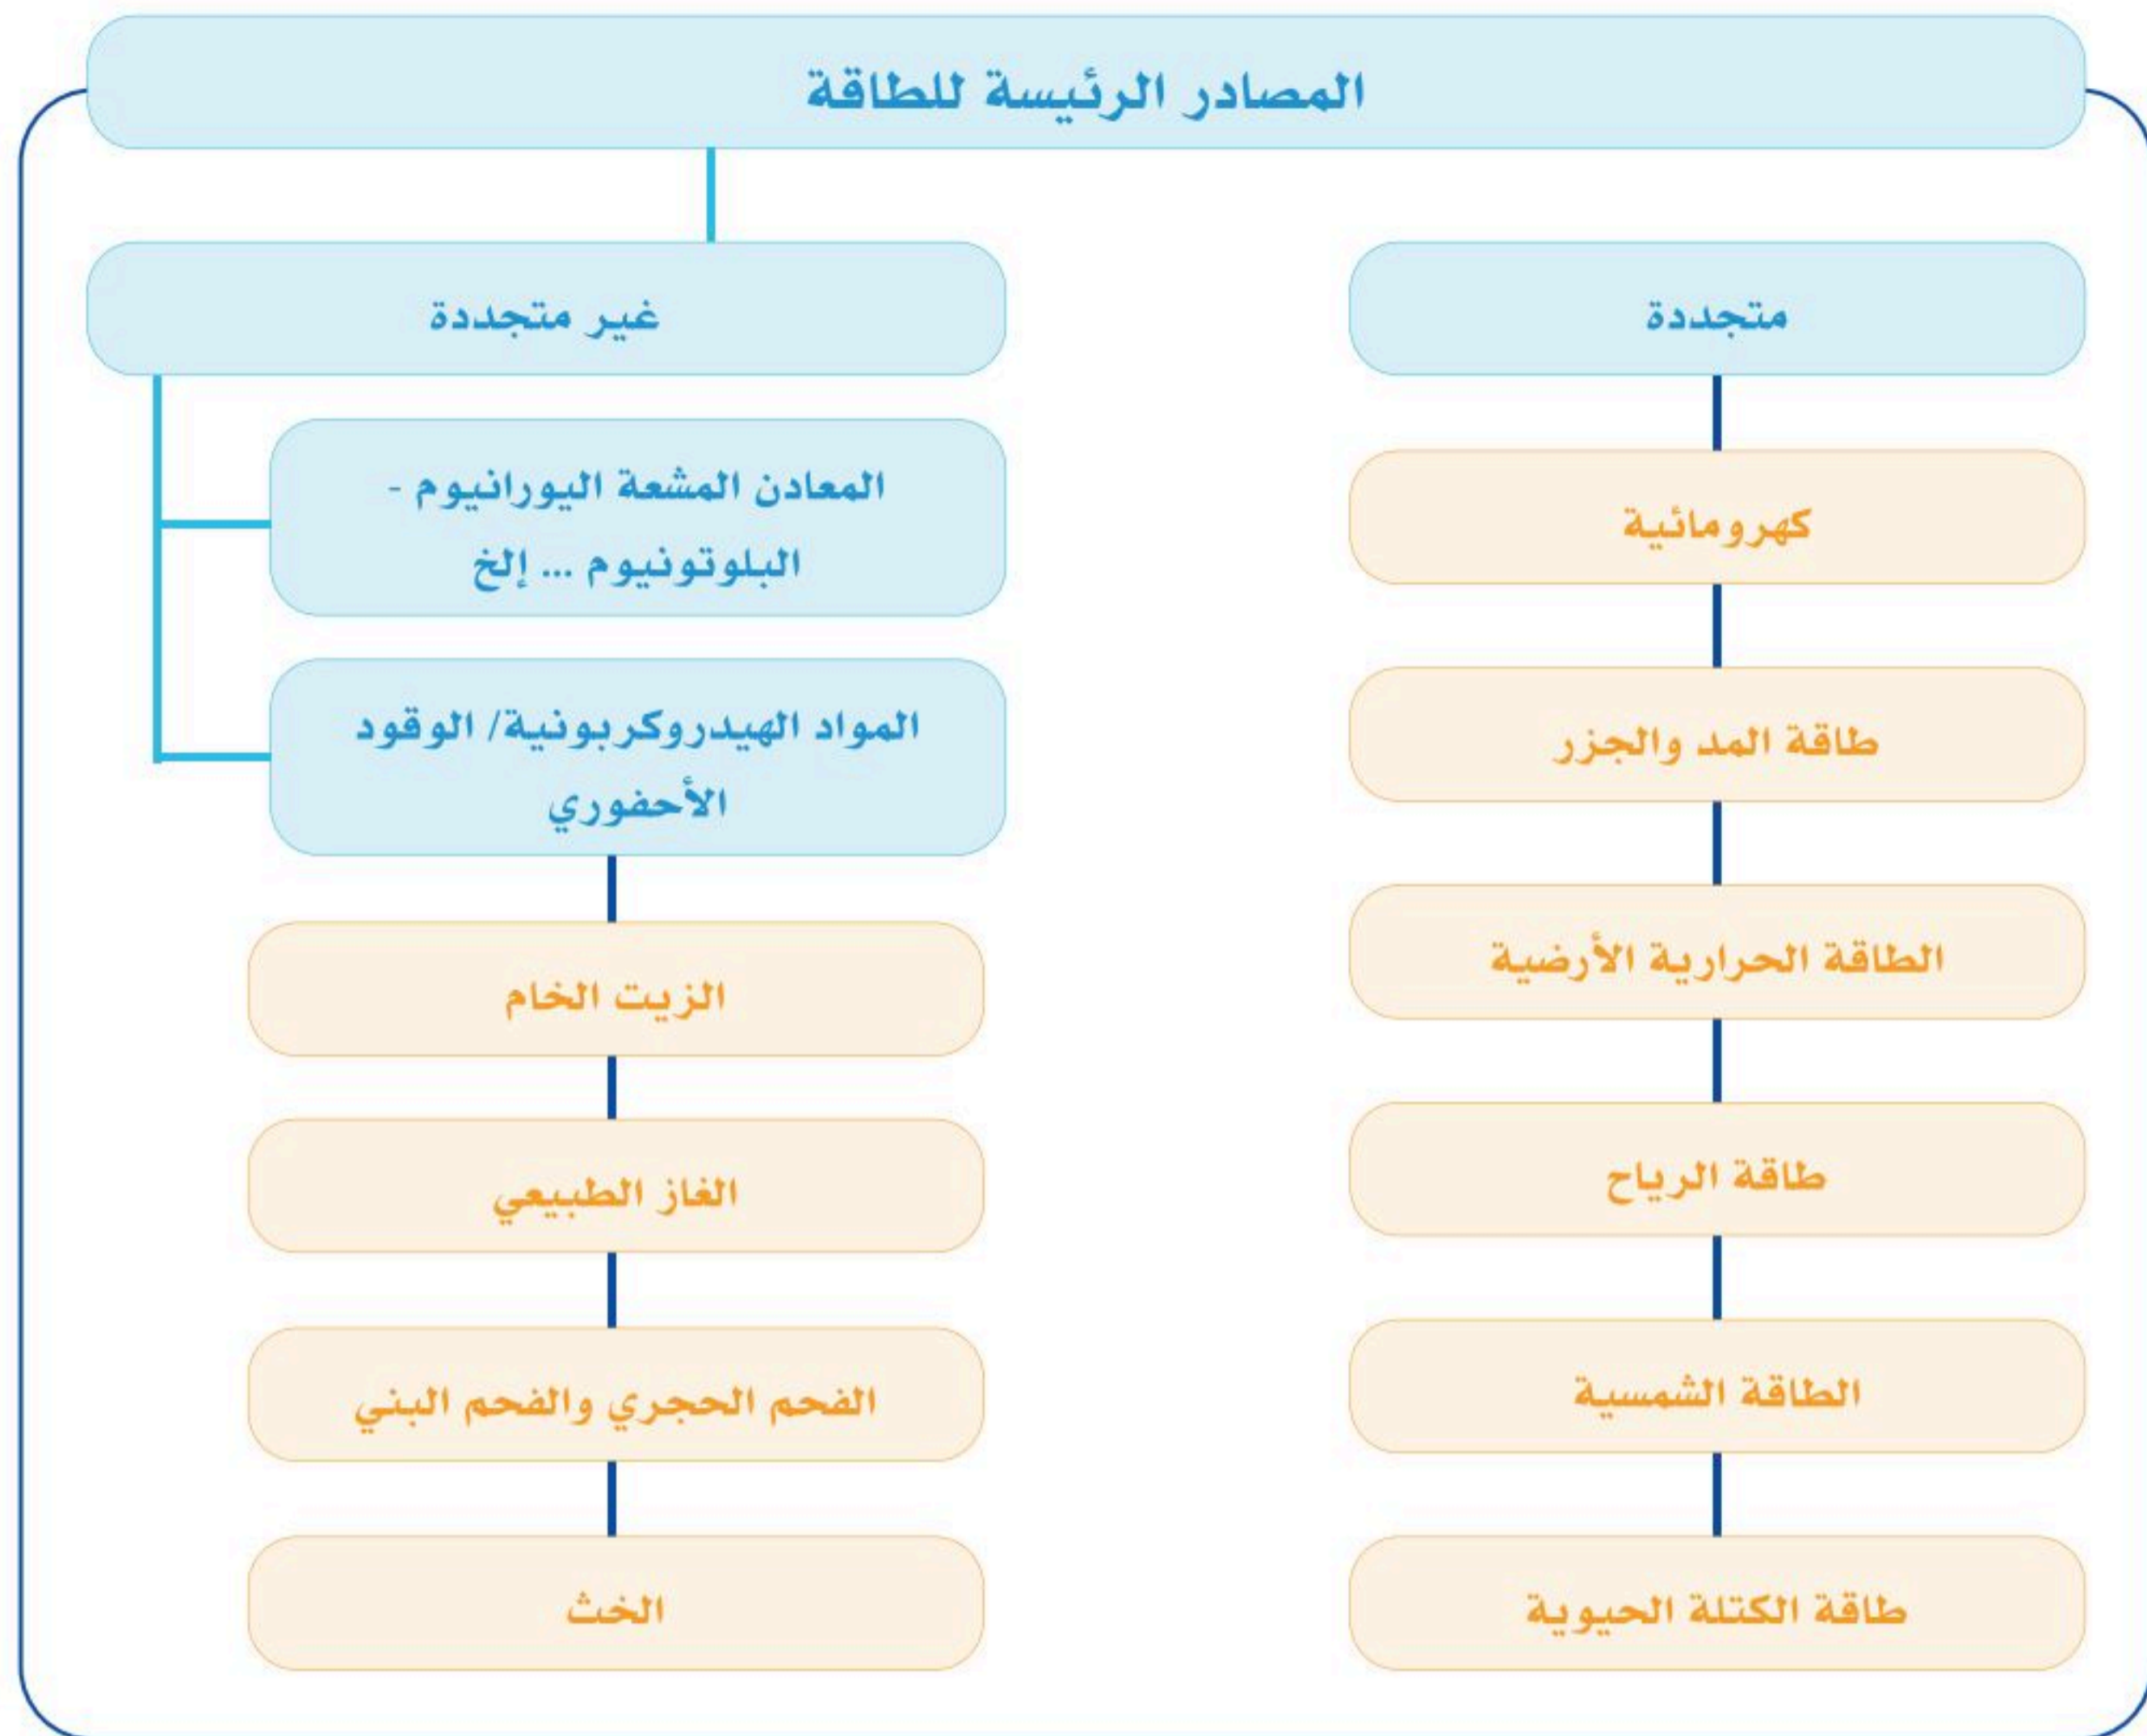 المصادر الرئيسة للطاقة
متجددة
كهرومائية
طاقة المد والجزر
الطاقة الحرارية الأرضية
طاقة الرياح
الطاقة الشمسية
طاقة الكتلة الحيوية
غير متجددة
المعادن المشعة اليورانيوم -
البلوتونيوم ... إلخ
المواد الهيدروكربونية/ الوقود
الأحفوري
الزيت الخام
الغاز الطبيعي
الفحم الحجري والفحم البني
الخث